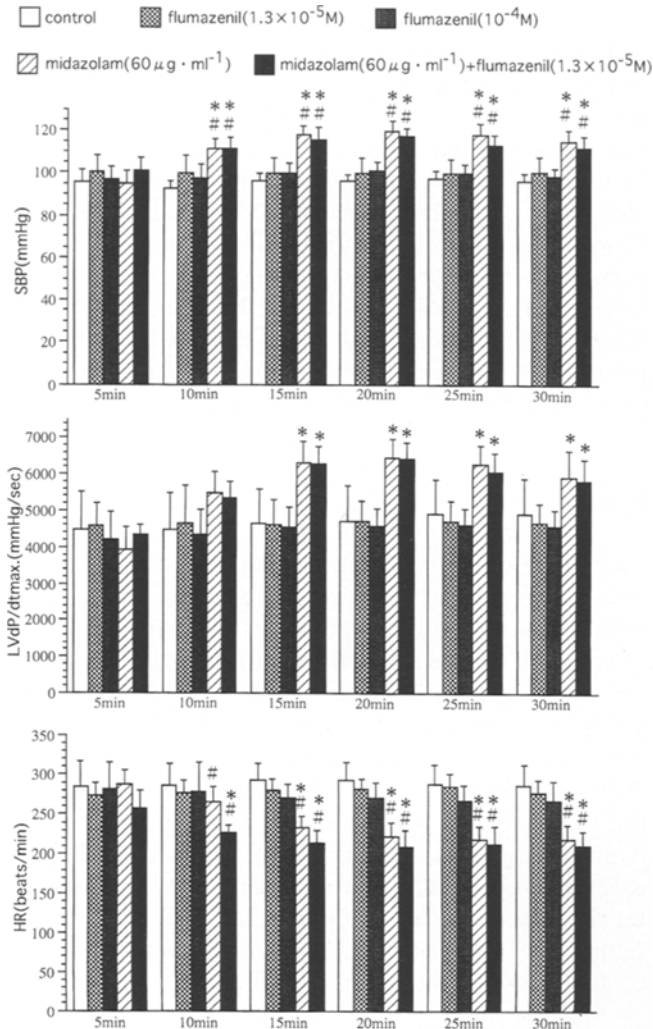 control flumazenil(1.3×10⁻⁵M) flumazenil(10⁻⁴M)
midazolam(60μg・ml⁻¹) midazolam(60μg・ml⁻¹)+flumazenil(1.3×10⁻⁵M)
SBP(mmHg)
120
100
80
60
40
20
0
* * * * * * * * * *
# # # # # # # # # #
5min 10min 15min 20min 25min 30min
LVdP/dtmax.(mmHg/sec)
7000
6000
5000
4000
3000
2000
1000
0
* * * * * * * *
5min 10min 15min 20min 25min 30min
HR(beats/min)
350
300
250
200
150
100
50
0
# * * * * * * * * *
# # # # # # # # #
5min 10min 15min 20min 25min 30min